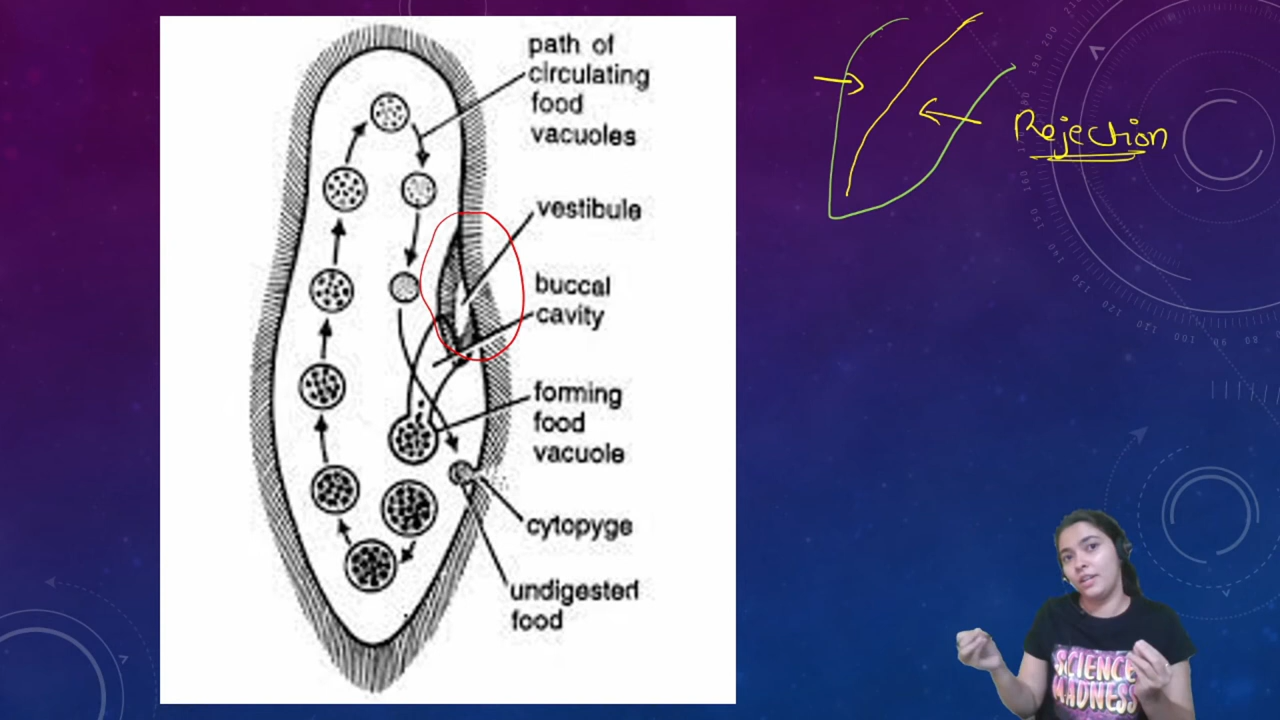 path of
circulating
food
vacuoles
Rejection
vestibule
buccal
cavity
forming
food
vacuole
cytopyge
undigested
food
SCIENCE
MADNESS